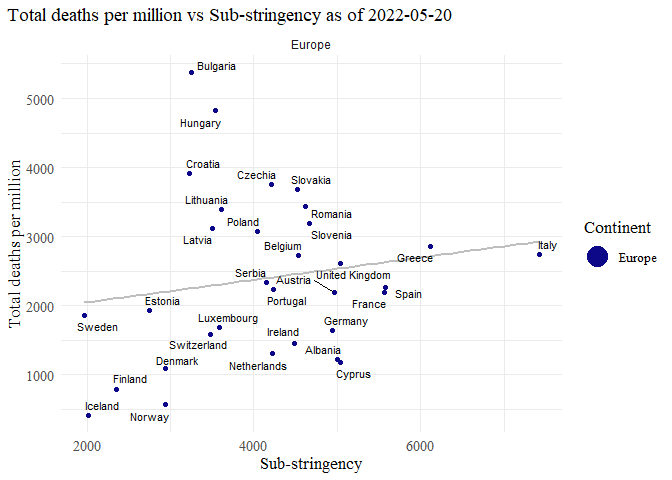 Total deaths per million vs Sub-stringency as of 2022-05-20
Europe
Bulgaria
Hungary
Croatia
Czechia
Slovakia
Lithuania
Romania
Poland
Slovenia
Latvia
Belgium
Greece
Italy
Serbia
Austria
United Kingdom
Portugal
Spain
France
Estonia
Sweden
Luxembourg
Germany
Switzerland
Ireland
Albania
Denmark
Netherlands
Cyprus
Finland
Iceland
Norway
5000
4000
3000
2000
1000
Total deaths per million
2000
4000
6000
Sub-stringency
Continent
Europe